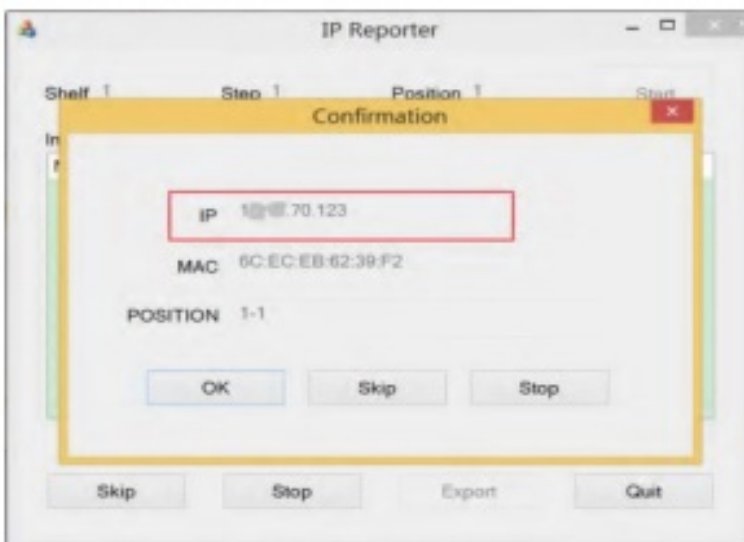 IP Reporter
Shelf 1 Step 1 Position 1 Start
Confirmation
IP .70.123
MAC 6C:EC:EB:62:39:F2
POSITION 1-1
OK Skip Stop
Skip Stop Export Quit